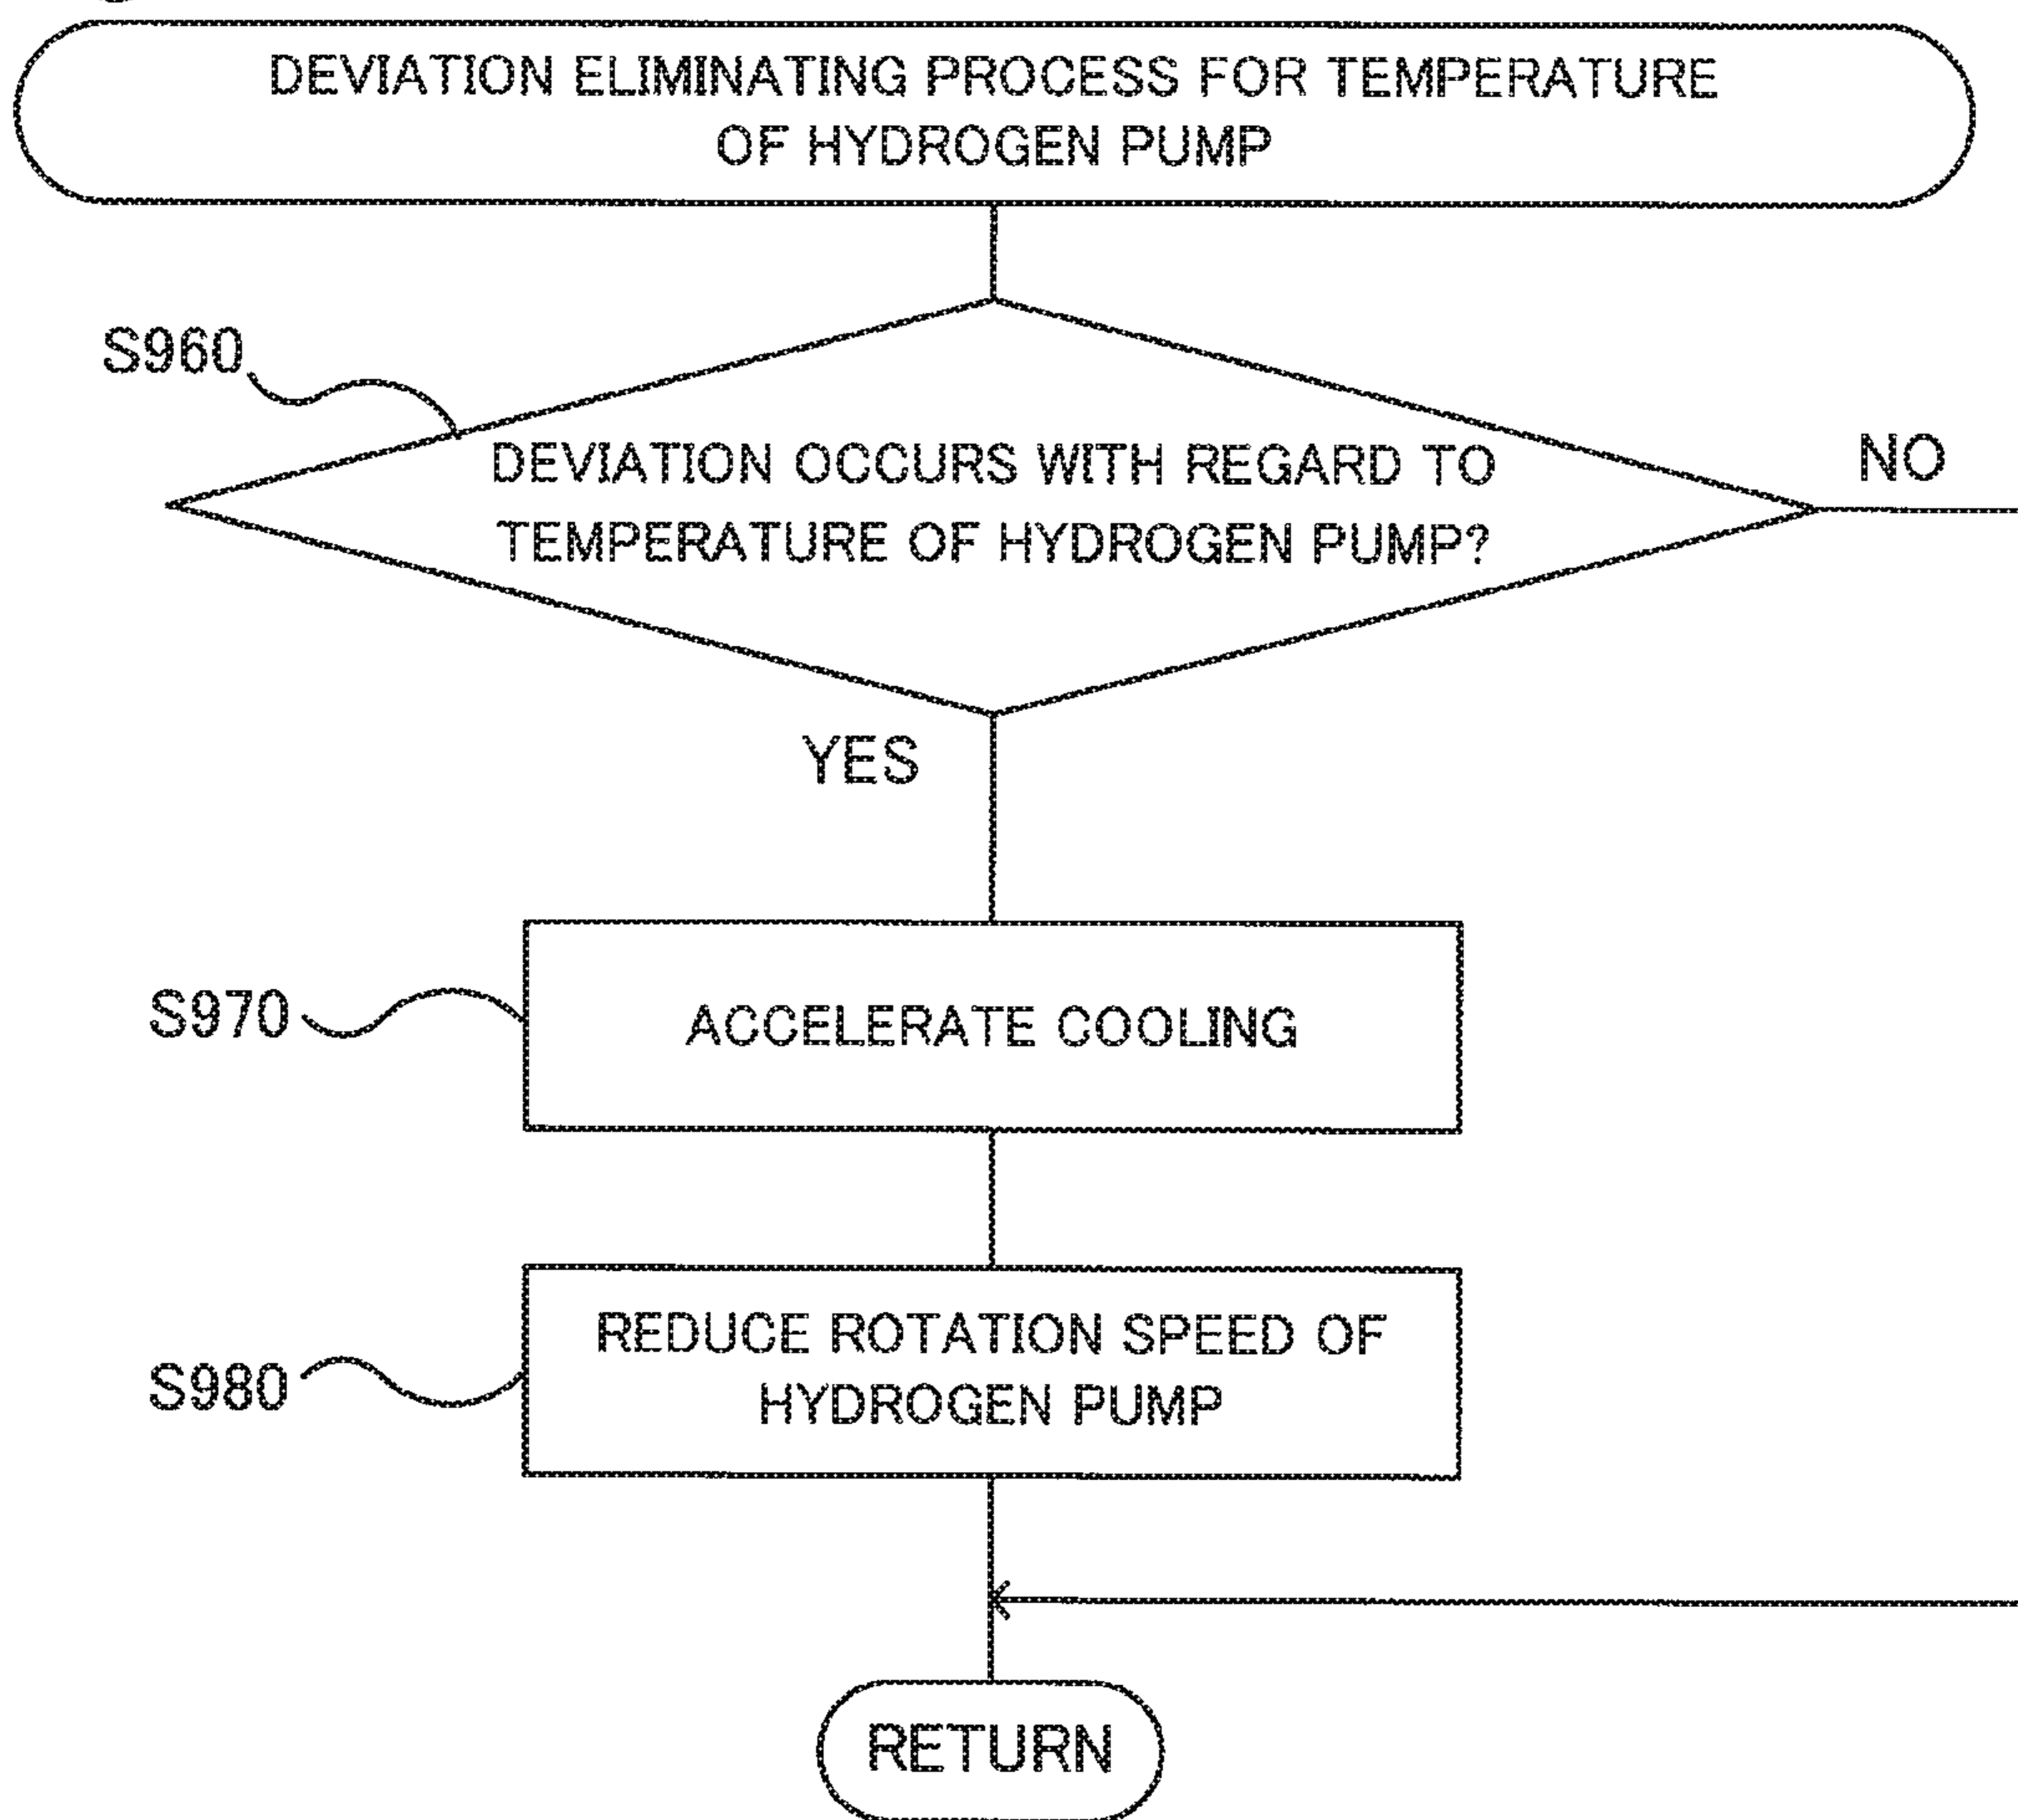 DEVIATION ELIMINATING PROCESS FOR TEMPERATURE
OF HYDROGEN PUMP
S960
DEVIATION OCCURS WITH REGARD TO
TEMPERATURE OF HYDROGEN PUMP?
NO
YES
S970
ACCELERATE COOLING
S980
REDUCE ROTATION SPEED OF
HYDROGEN PUMP
RETURN